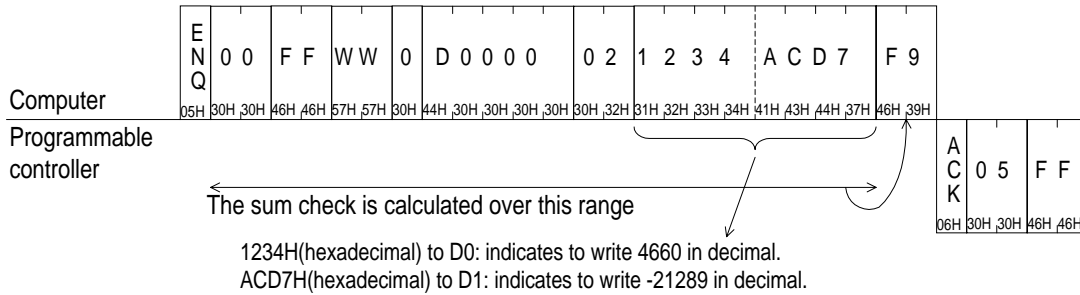 ENQ 0 0 F F W W 0 D 0 0 0 0 0 2 1 2 3 4 A C D 7 F 9
Computer 05H 30H 30H 46H 46H 57H 57H 30H 44H 30H 30H 30H 30H 30H 32H 31H 32H 33H 34H 41H 43H 44H 37H 46H 39H
Programmable
controller
ACK 0 5 F F
The sum check is calculated over this range
06H 30H 30H 46H 46H
1234H(hexadecimal) to D0: indicates to write 4660 in decimal.
ACD7H(hexadecimal) to D1: indicates to write -21289 in decimal.